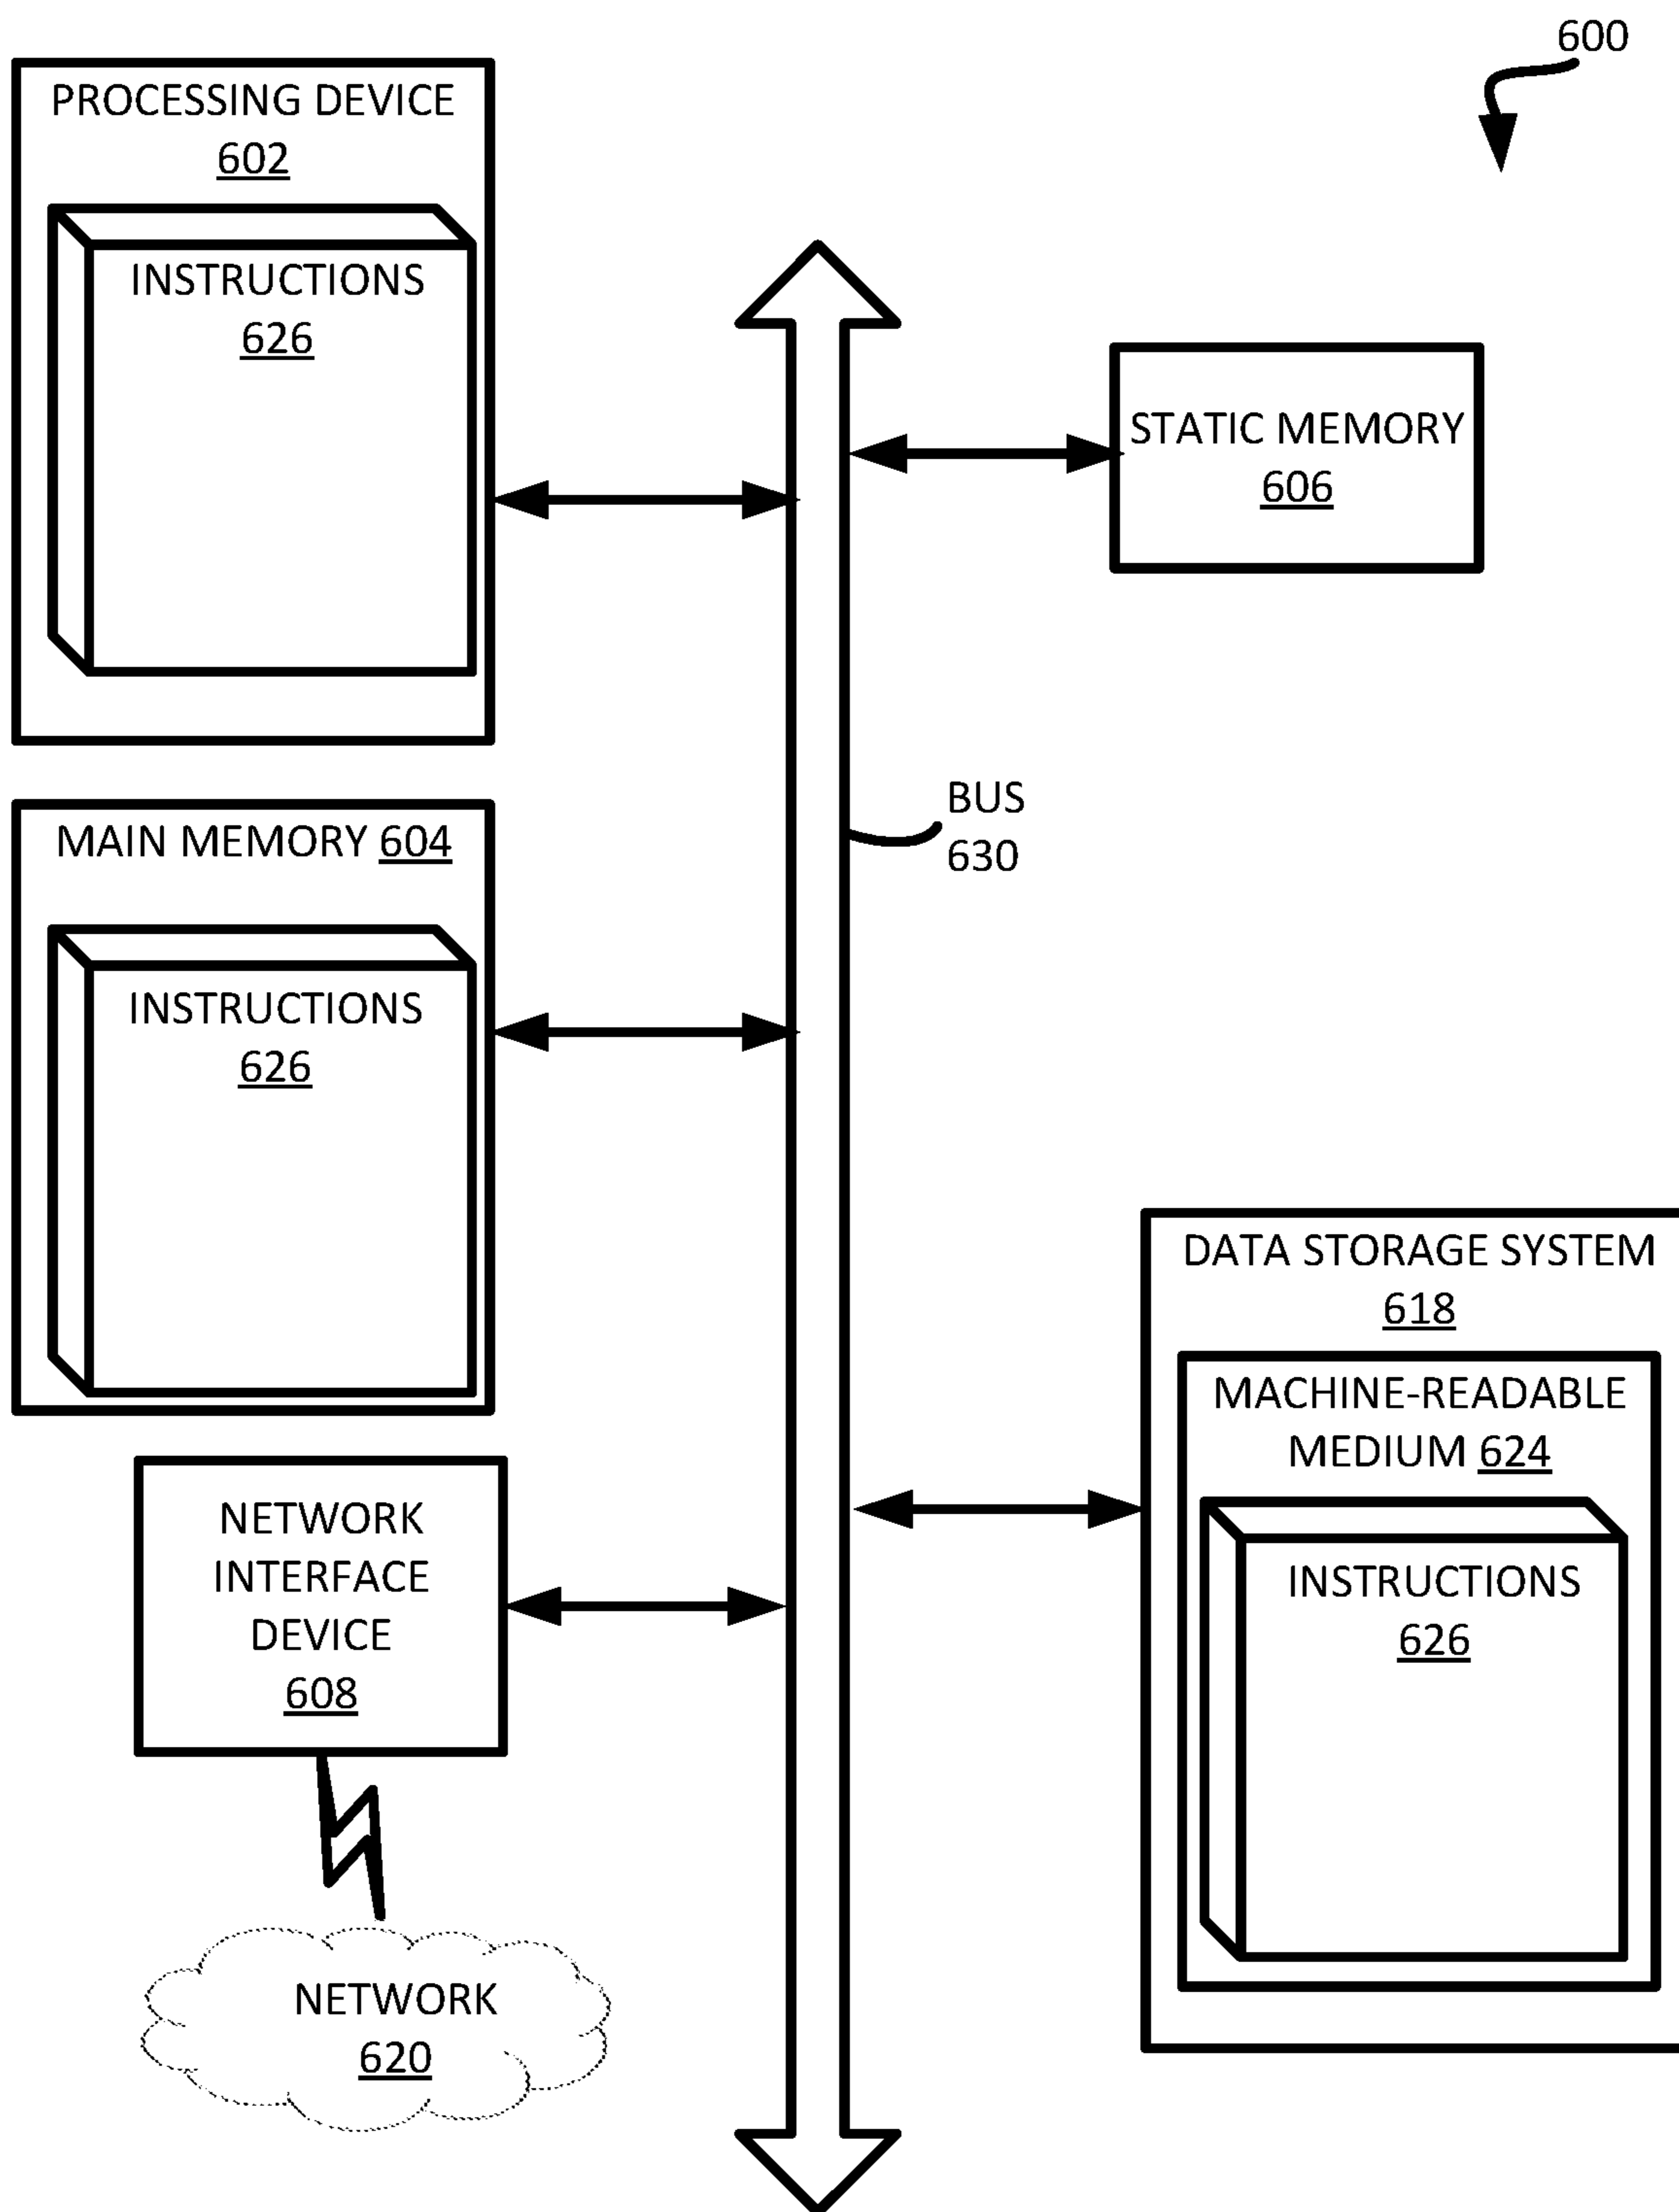 600
PROCESSING DEVICE
602
INSTRUCTIONS
626
STATIC MEMORY
606
BUS
630
MAIN MEMORY 604
INSTRUCTIONS
626
DATA STORAGE SYSTEM
618
MACHINE-READABLE
MEDIUM 624
INSTRUCTIONS
626
NETWORK
INTERFACE
DEVICE
608
NETWORK
620